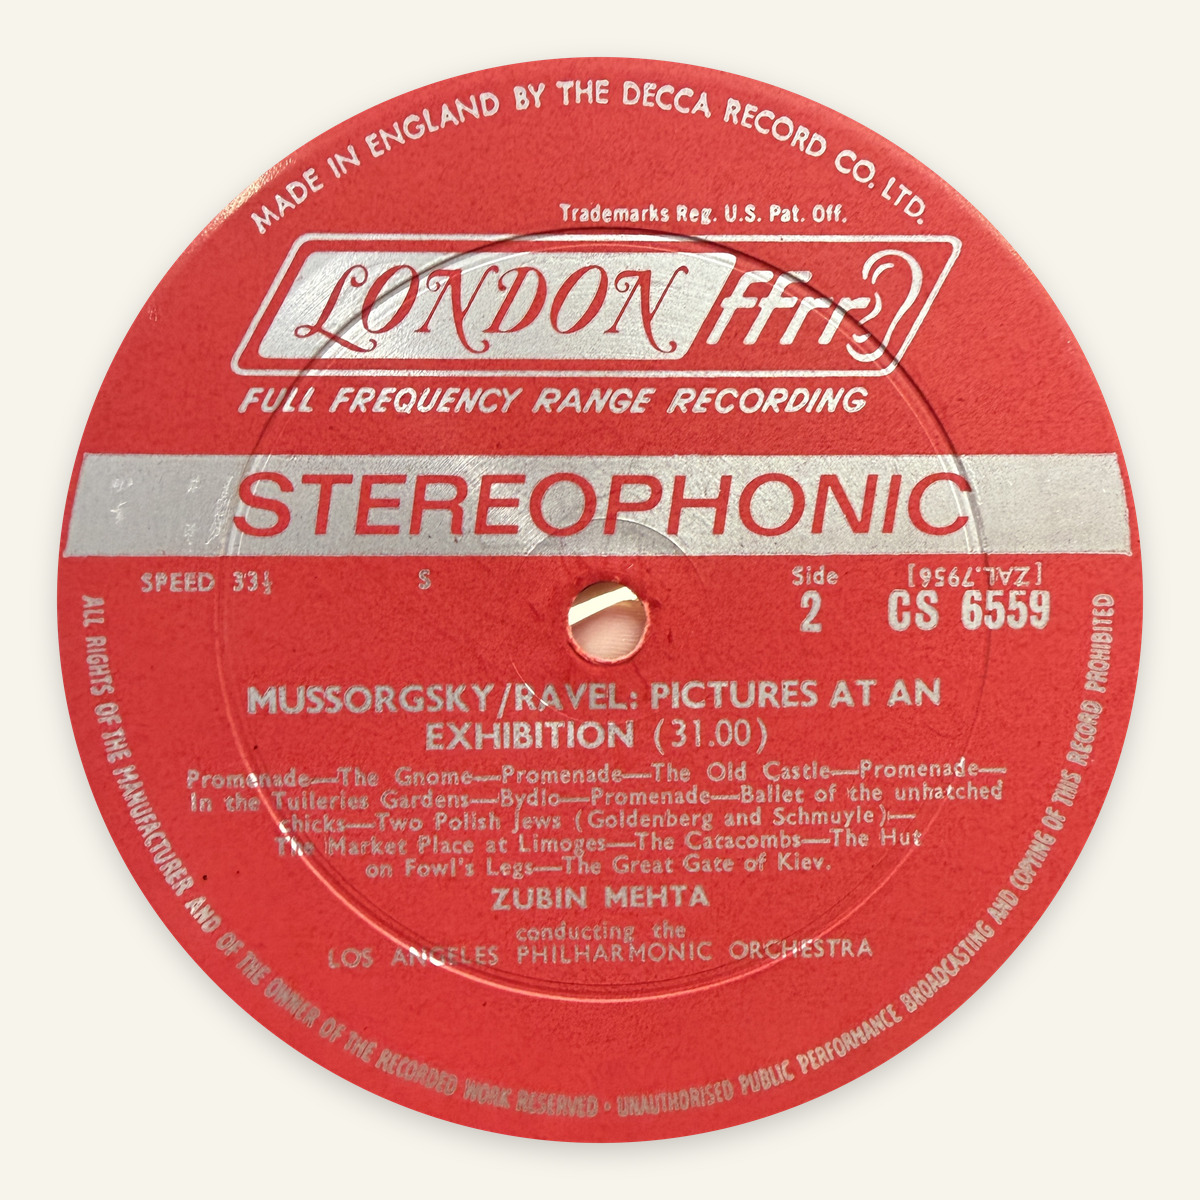 MADE IN ENGLAND BY THE DECCA RECORD CO. LTD.
Trademarks Reg. U.S. Pat. Off.
LONDON ffrr
FULL FREQUENCY RANGE RECORDING
STEREOPHONIC
SPEED 33⅓ S Side [ZAL.7956]
2 CS 6559
MUSSORGSKY/RAVEL: PICTURES AT AN
EXHIBITION (31.00)
Promenade—The Gnome—Promenade—The Old Castle—Promenade—
In the Tuileries Gardens—Bydlo—Promenade—Ballet of the unhatched
chicks—Two Polish Jews (Goldenberg and Schmuyle)—
The Market Place at Limoges—The Catacombs—The Hut
on Fowl's Legs—The Great Gate of Kiev.
ZUBIN MEHTA
conducting the
LOS ANGELES PHILHARMONIC ORCHESTRA
ALL RIGHTS OF THE MANUFACTURER AND OF THE OWNER OF THE RECORDED WORK RESERVED • UNAUTHORISED PUBLIC PERFORMANCE BROADCASTING AND COPYING OF THIS RECORD PROHIBITED